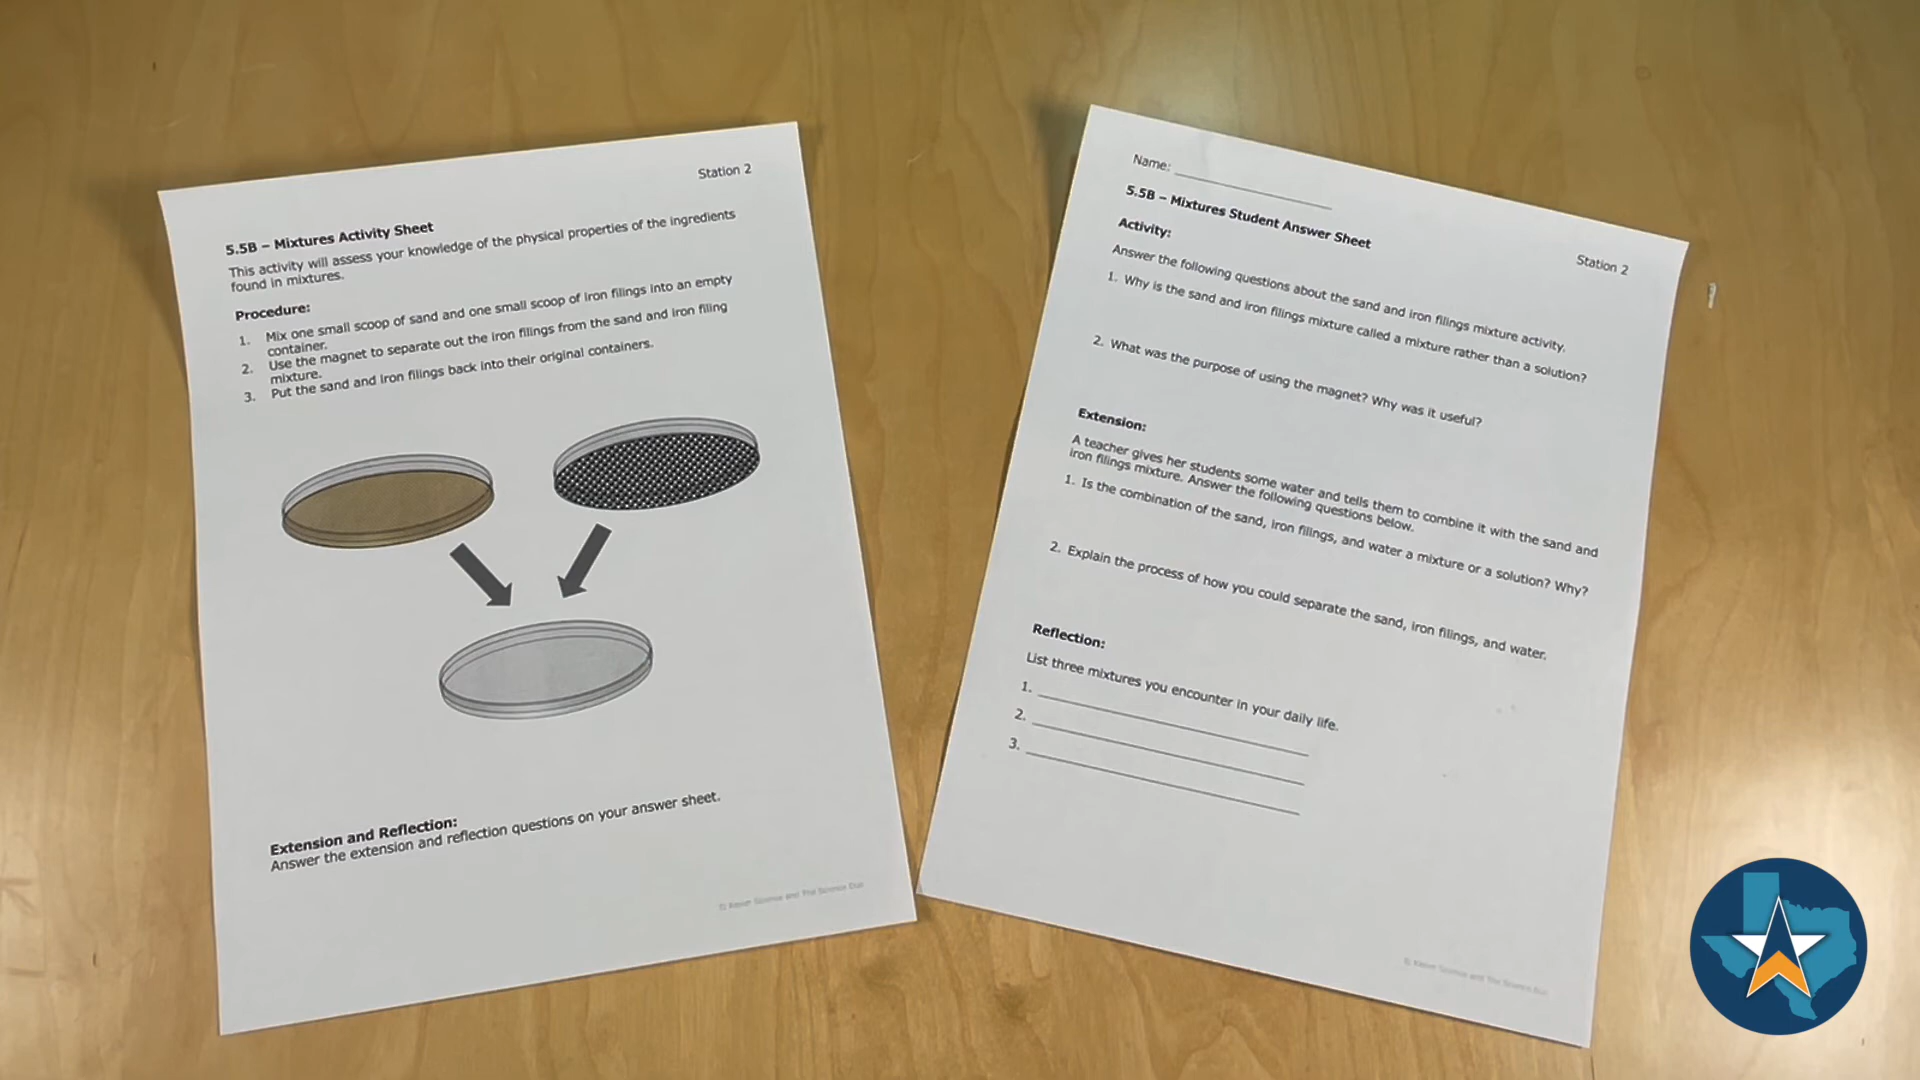 Station 2
5.5B – Mixtures Activity Sheet
This activity will assess your knowledge of the physical properties of the ingredients
found in mixtures.
Procedure:
1. Mix one small scoop of sand and one small scoop of iron filings into an empty
container.
2. Use the magnet to separate out the iron filings from the sand and iron filing
mixture.
3. Put the sand and iron filings back into their original containers.
Extension and Reflection:
Answer the extension and reflection questions on your answer sheet.
Science and The Science Duo
Name:
5.5B – Mixtures Student Answer Sheet
Station 2
Activity:
Answer the following questions about the sand and iron filings mixture activity.
1. Why is the sand and iron filings mixture called a mixture rather than a solution?
2. What was the purpose of using the magnet? Why was it useful?
Extension:
A teacher gives her students some water and tells them to combine it with the sand and
iron filings mixture. Answer the following questions below.
1. Is the combination of the sand, iron filings, and water a mixture or a solution? Why?
2. Explain the process of how you could separate the sand, iron filings, and water.
Reflection:
List three mixtures you encounter in your daily life.
1.
2.
3.
Science and The Science Duo